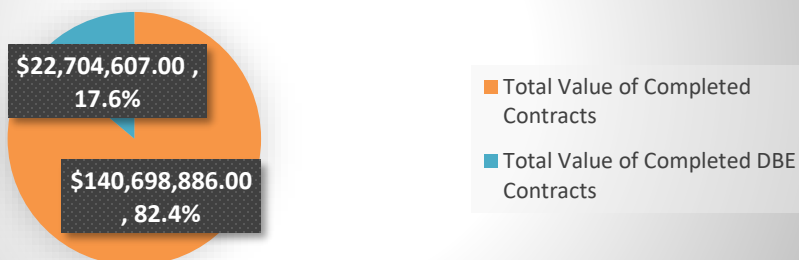 $22,704,607.00 ,
17.6%
$140,698,886.00
, 82.4%
Total Value of Completed
Contracts
Total Value of Completed DBE
Contracts